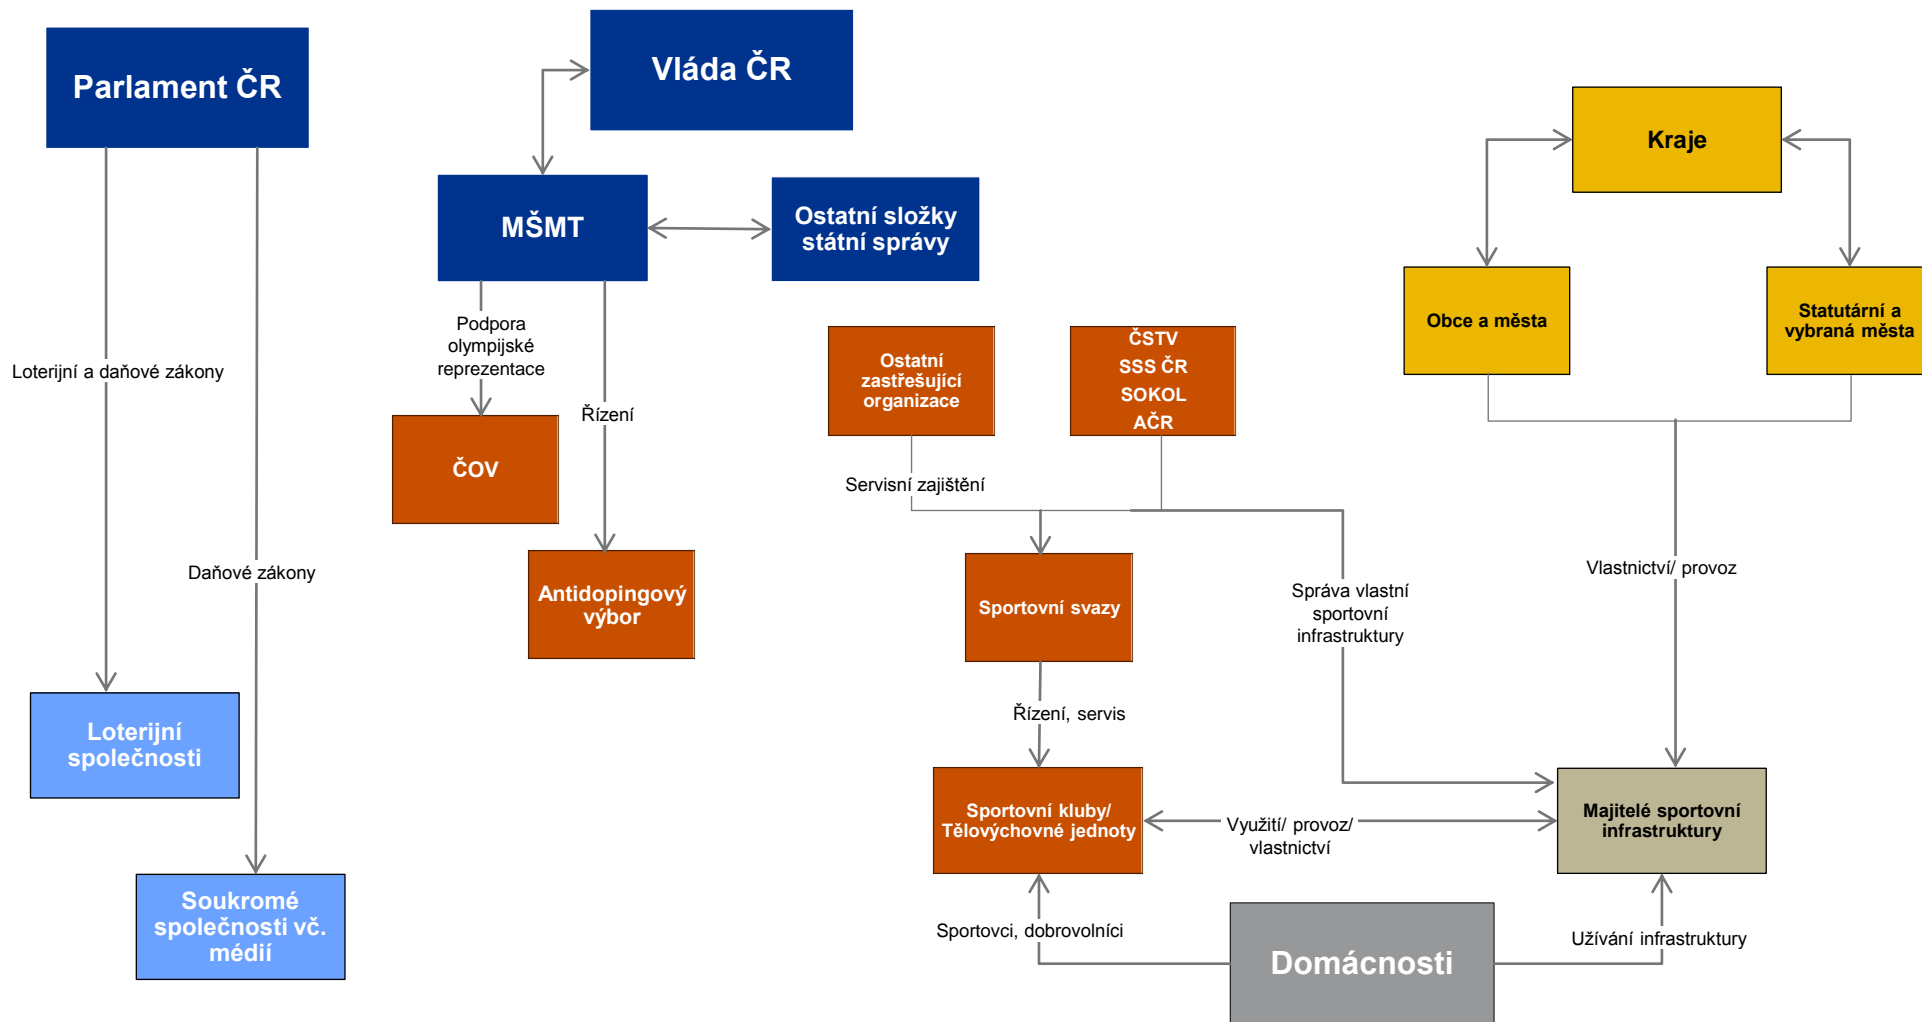 Parlament ČR
Vláda ČR
Kraje
MŠMT
Ostatní složky
státní správy
Obce a města
Statutární a
vybraná města
Podpora
olympijské
reprezentace
Loterijní a daňové zákony
Řízení
Ostatní
zastřešující
organizace
ČSTV
SSS ČR
SOKOL
AČR
ČOV
Servisní zajištění
Daňové zákony
Antidopingový
výbor
Sportovní svazy
Správa vlastní
sportovní
infrastruktury
Vlastnictví/ provoz
Řízení, servis
Loterijní
společnosti
Sportovní kluby/
Tělovýchovné jednoty
Využití/ provoz/
vlastnictví
Majitelé sportovní
infrastruktury
Soukromé
společnosti vč.
médií
Sportovci, dobrovolníci
Domácnosti
Užívání infrastruktury